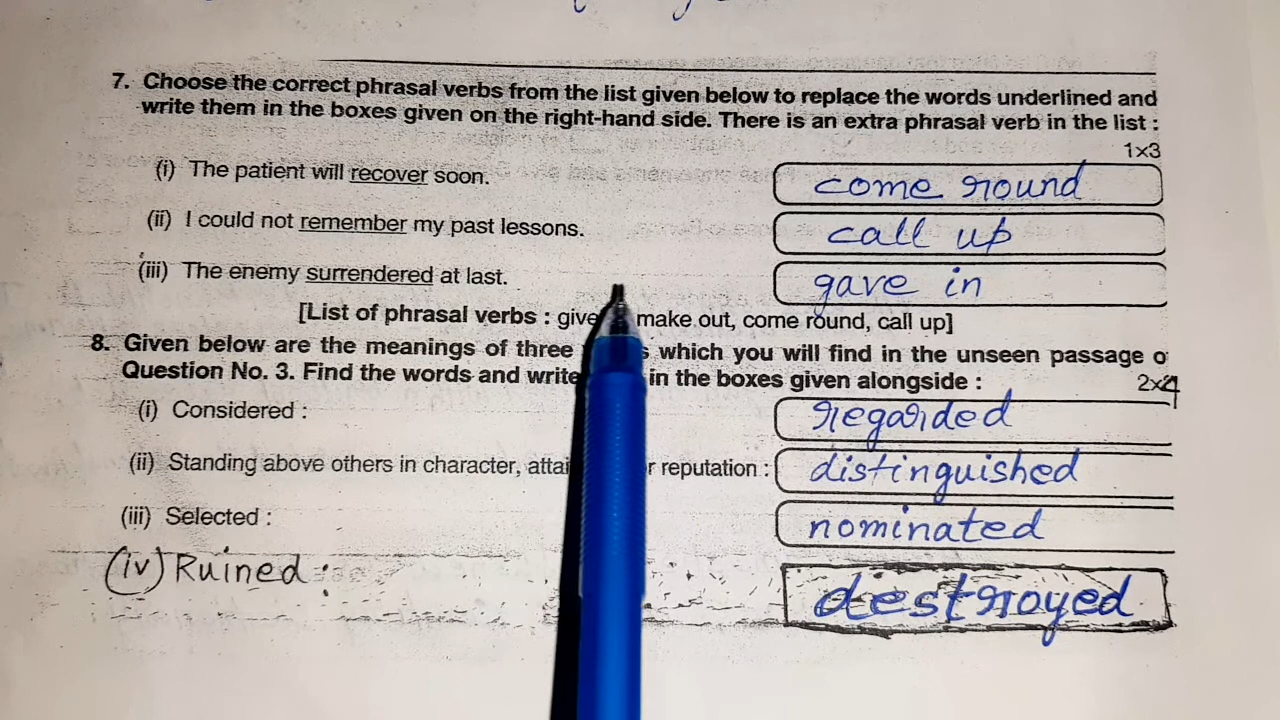 7. Choose the correct phrasal verbs from the list given below to replace the words underlined and
write them in the boxes given on the right-hand side. There is an extra phrasal verb in the list :
1×3
(i) The patient will recover soon. come round
(ii) I could not remember my past lessons. call up
(iii) The enemy surrendered at last. gave in
[List of phrasal verbs : give make out, come round, call up]
8. Given below are the meanings of three which you will find in the unseen passage o
Question No. 3. Find the words and write in the boxes given alongside :
2×4
(i) Considered : regarded
(ii) Standing above others in character, r reputation : distinguished
(iii) Selected : nominated
(iv) Ruined : destroyed